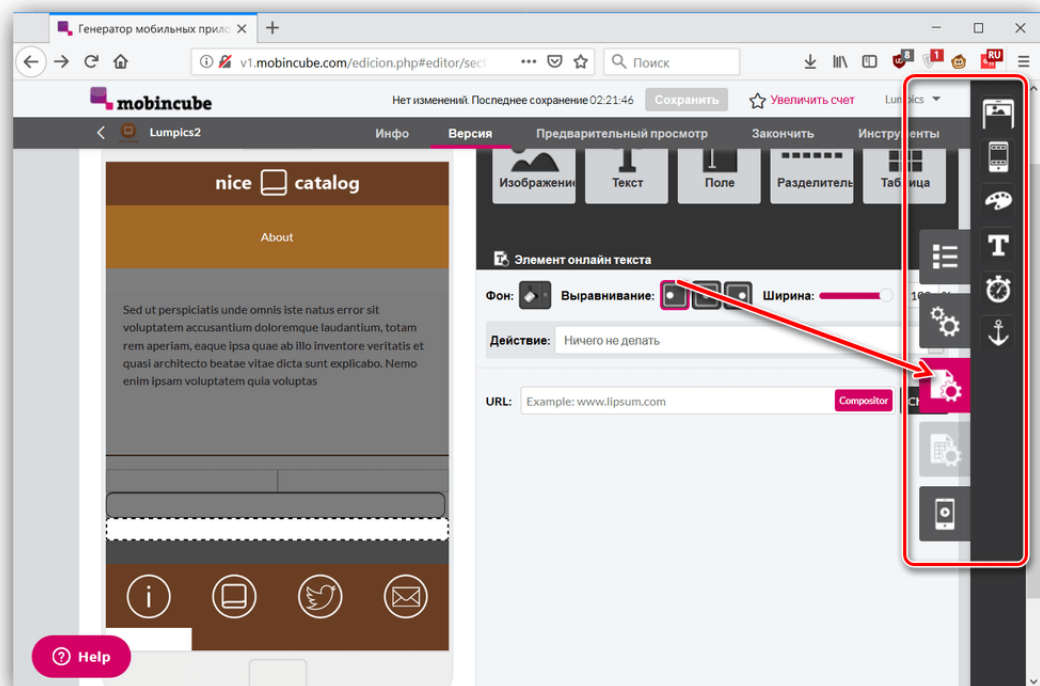 Генератор мобильных прило
v1.mobincube.com/edicion.php#editor/sect
Поиск
8
1
RU
mobincube
Нет изменений. Последнее сохранение 02:21:46
Сохранить
Увеличить счет
Lumpics
Lumpics2
Инфо
Версия
Предварительный просмотр
Закончить
Инструменты
nice catalog
About
Sed ut perspiciatis unde omnis iste natus error sit
voluptatem accusantium doloremque laudantium, totam
rem aperiam, eaque ipsa quae ab illo inventore veritatis et
quasi architecto beatae vitae dicta sunt explicabo. Nemo
enim ipsam voluptatem quia voluptas
Изображение
Текст
Поле
Разделитель
Таблица
Элемент онлайн текста
Фон:
Выравнивание:
Ширина:
Действие:
Ничего не делать
URL:
Example: www.lipsum.com
Compositor
Help